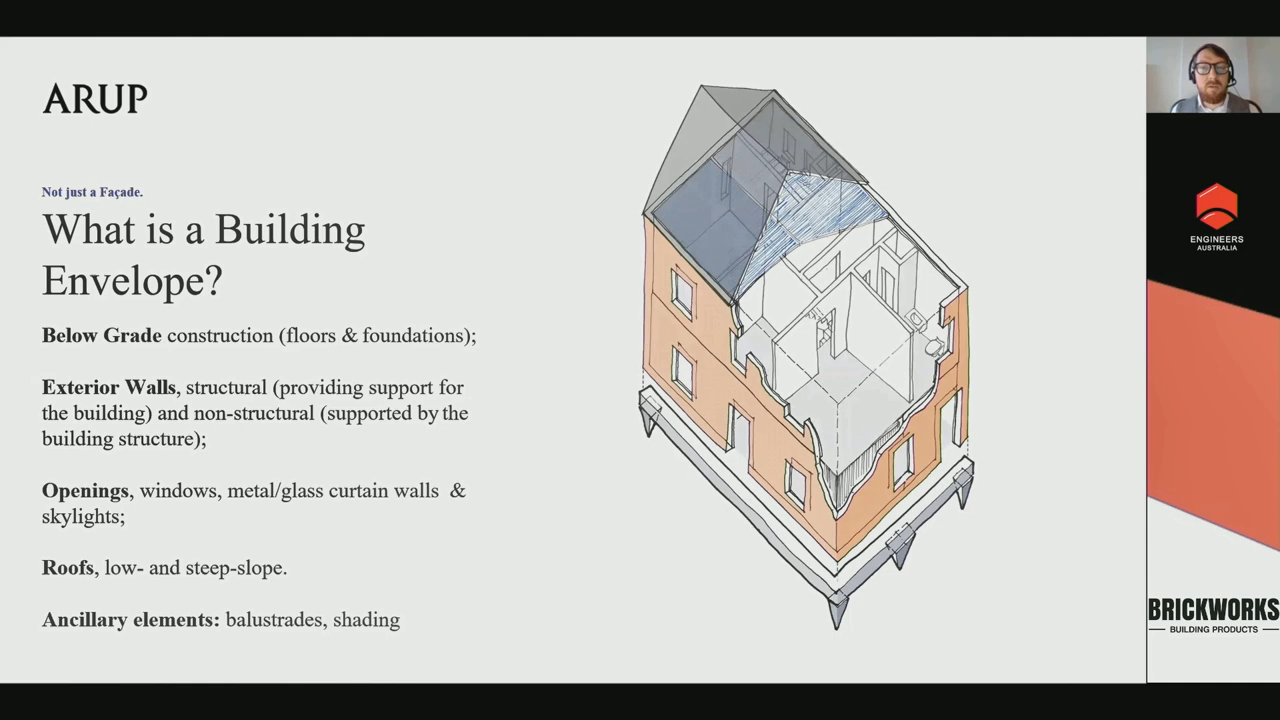 ARUP
Not just a Façade.
What is a Building
Envelope?
Below Grade construction (floors & foundations);
Exterior Walls, structural (providing support for
the building) and non-structural (supported by the
building structure);
Openings, windows, metal/glass curtain walls &
skylights;
Roofs, low- and steep-slope.
Ancillary elements: balustrades, shading
ENGINEERS
AUSTRALIA
BRICKWORKS
BUILDING PRODUCTS